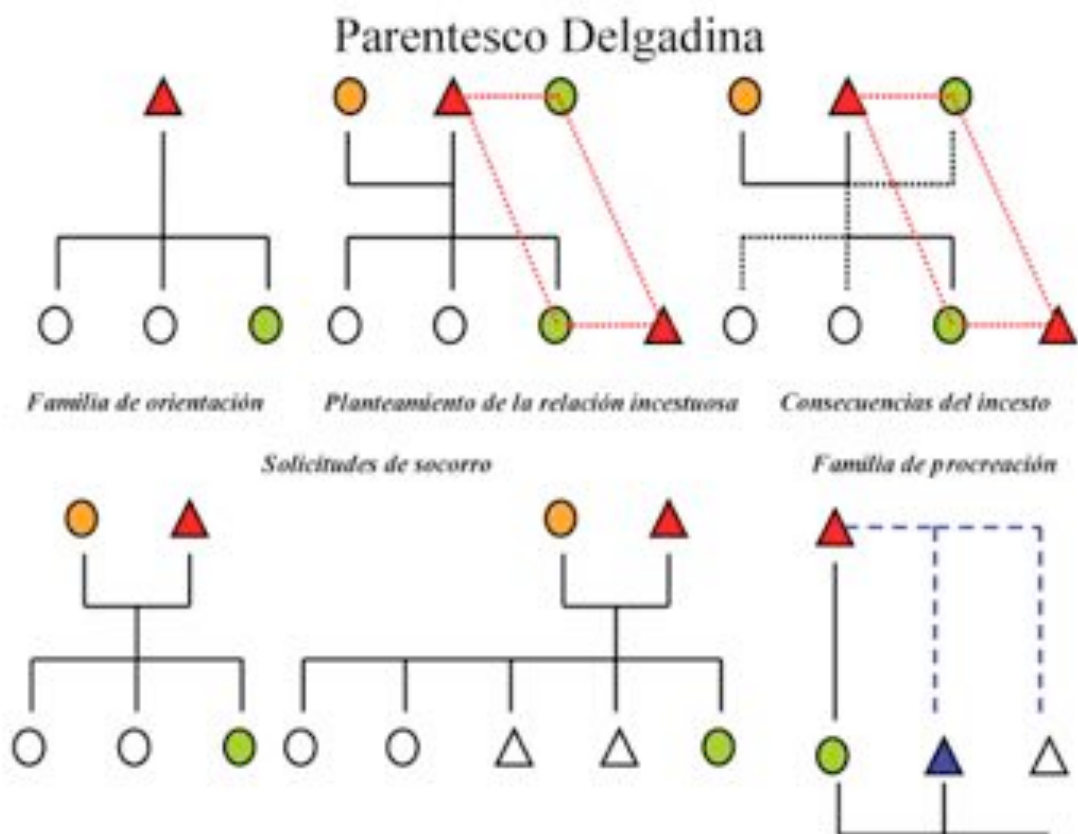 Parentesco Delgadina
Familia de orientación
Planteamiento de la relación incestuosa
Consecuencias del incesto
Solicitudes de socorro
Familia de procreación